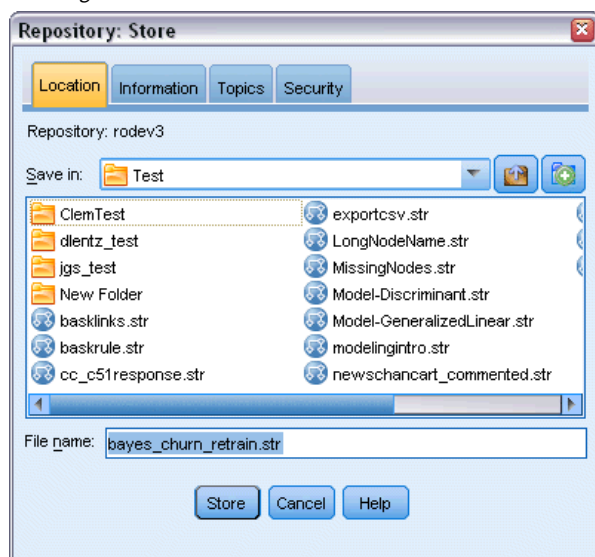 Repository: Store
Location Information Topics Security
Repository: rodev3
Save in: Test
ClemTest
dlentz_test
jgs_test
New Folder
basklinks.str
baskrule.str
cc_c51response.str
exportcsv.str
LongNodeName.str
MissingNodes.str
Model-Discriminant.str
Model-GeneralizedLinear.str
modelingintro.str
newschancart_commented.str
File name: bayes_churn_retrain.str
Store Cancel Help